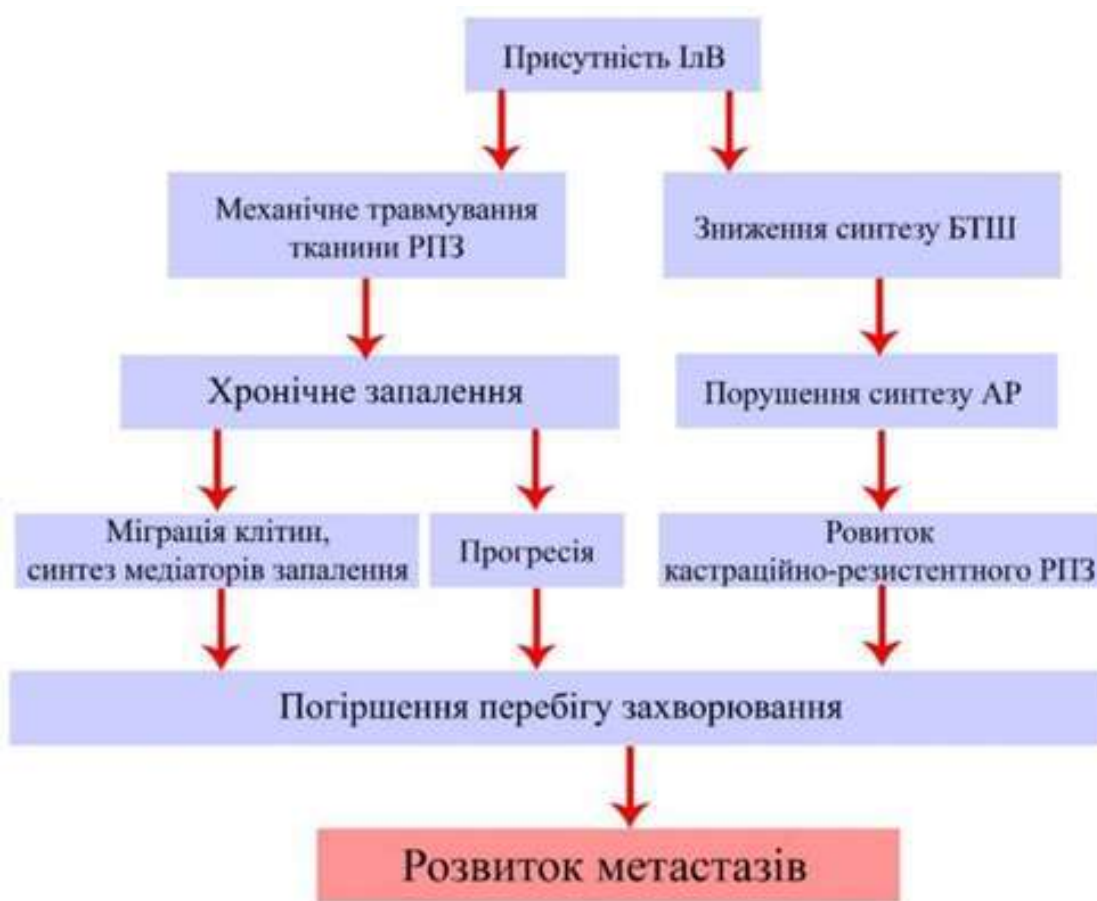 Присутність ІлВ
Механічне травмування
тканини РПЗ
Зниження синтезу БТШ
Хронічне запалення
Порушення синтезу АР
Міграція клітин,
синтез медіаторів запалення
Прогресія
Ровиток
кастраційно-резистентного РПЗ
Погіршення перебігу захворювання
Розвиток метастазів